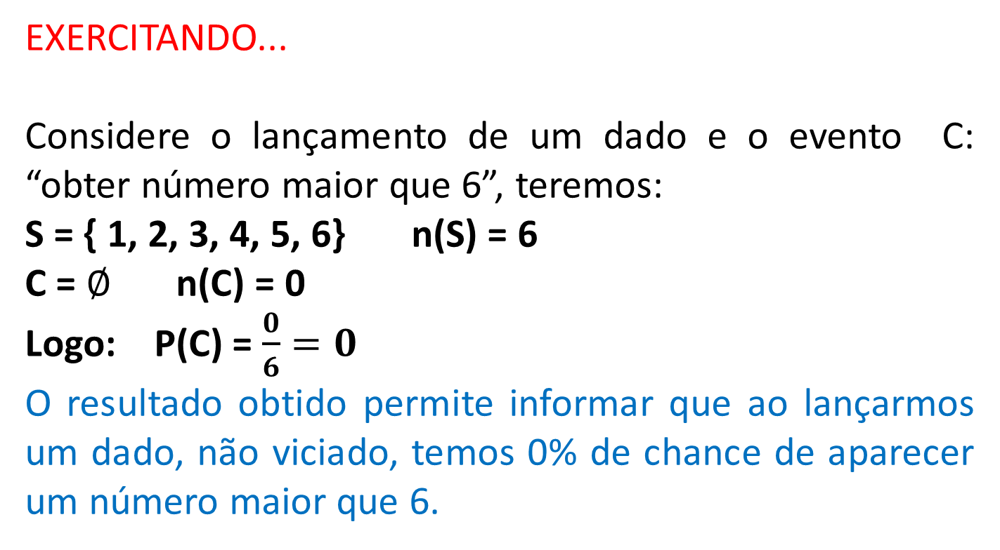 EXERCITANDO...
Considere o lançamento de um dado e o evento C:
“obter número maior que 6”, teremos:
S = { 1, 2, 3, 4, 5, 6} n(S) = 6
C = ∅ n(C) = 0
Logo: P(C) = 0/6 = 0
O resultado obtido permite informar que ao lançarmos
um dado, não viciado, temos 0% de chance de aparecer
um número maior que 6.